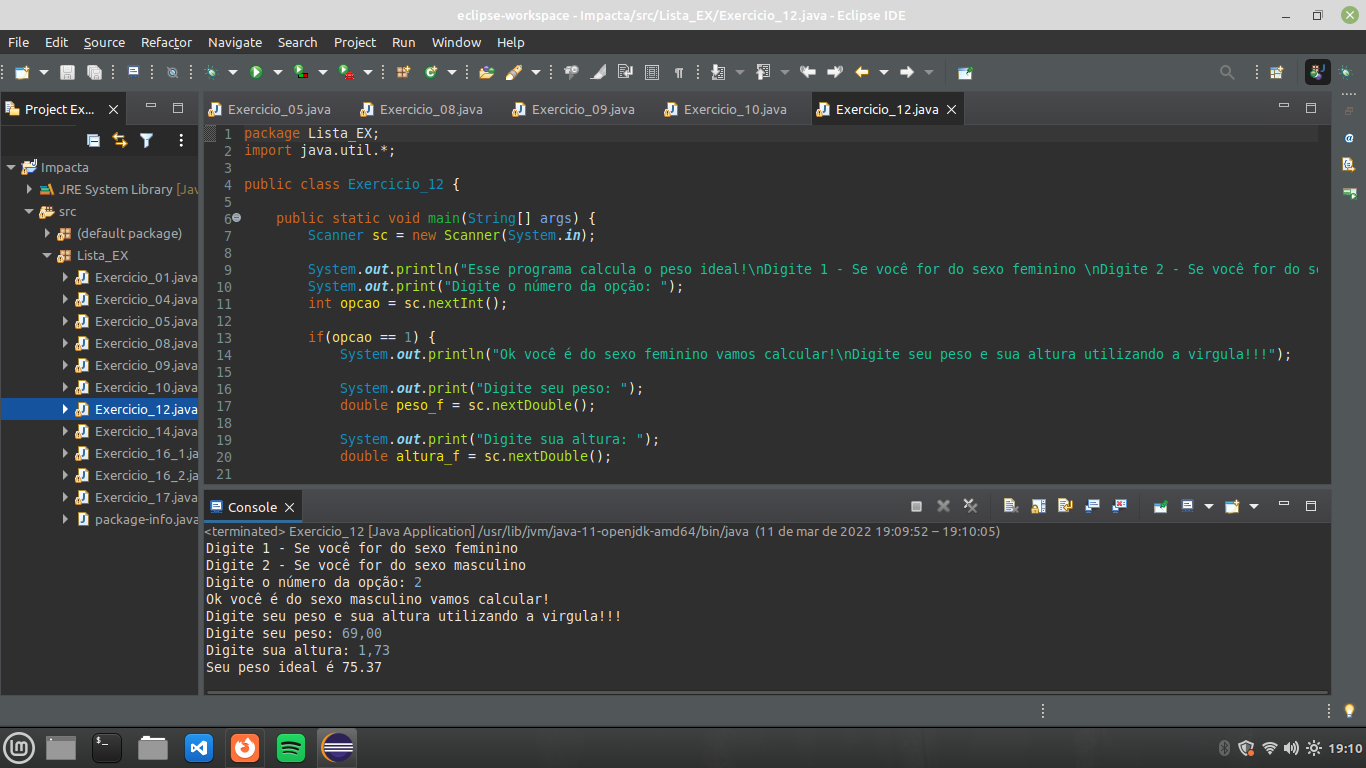 eclipse-workspace - Impacta/src/Lista_EX/Exercicio_12.java - Eclipse IDE
File Edit Source Refactor Navigate Search Project Run Window Help
Project Ex...
Exercicio_05.java Exercicio_08.java Exercicio_09.java Exercicio_10.java Exercicio_12.java
Impacta
JRE System Library [Jav
src
(default package)
Lista_EX
Exercicio_01.java
Exercicio_04.java
Exercicio_05.java
Exercicio_08.java
Exercicio_09.java
Exercicio_10.java
Exercicio_12.java
Exercicio_14.java
Exercicio_16_1.ja
Exercicio_16_2.ja
Exercicio_17.java
package-info.java
1 package Lista_EX;
2 import java.util.*;
3
4 public class Exercicio_12 {
5
6 public static void main(String[] args) {
7 Scanner sc = new Scanner(System.in);
8
9 System.out.println("Esse programa calcula o peso ideal!\nDigite 1 - Se você for do sexo feminino \nDigite 2 - Se você for do se
10 System.out.print("Digite o número da opção: ");
11 int opcao = sc.nextInt();
12
13 if(opcao == 1) {
14 System.out.println("Ok você é do sexo feminino vamos calcular!\nDigite seu peso e sua altura utilizando a virgula!!!");
15
16 System.out.print("Digite seu peso: ");
17 double peso_f = sc.nextDouble();
18
19 System.out.print("Digite sua altura: ");
20 double altura_f = sc.nextDouble();
21
Console
<terminated> Exercicio_12 [Java Application] /usr/lib/jvm/java-11-openjdk-amd64/bin/java (11 de mar de 2022 19:09:52 – 19:10:05)
Digite 1 - Se você for do sexo feminino
Digite 2 - Se você for do sexo masculino
Digite o número da opção: 2
Ok você é do sexo masculino vamos calcular!
Digite seu peso e sua altura utilizando a virgula!!!
Digite seu peso: 69,00
Digite sua altura: 1,73
Seu peso ideal é 75.37
19:10